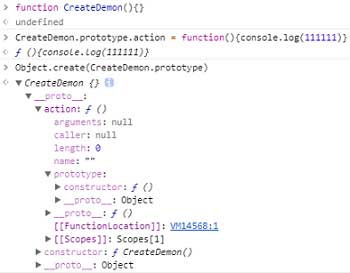 > function CreateDemon(){}
< undefined
> CreateDemon.prototype.action = function(){console.log(111111)}
< ƒ (){console.log(111111)}
> Object.create(CreateDemon.prototype)
< ▼ CreateDemon {} i
▼ __proto__:
▼ action: ƒ ()
arguments: null
caller: null
length: 0
name: ""
▼ prototype:
▶ constructor: ƒ ()
▶ __proto__: Object
▶ __proto__: ƒ ()
[[FunctionLocation]]: VM14568:1
▶ [[Scopes]]: Scopes[1]
▶ constructor: ƒ CreateDemon()
▶ __proto__: Object